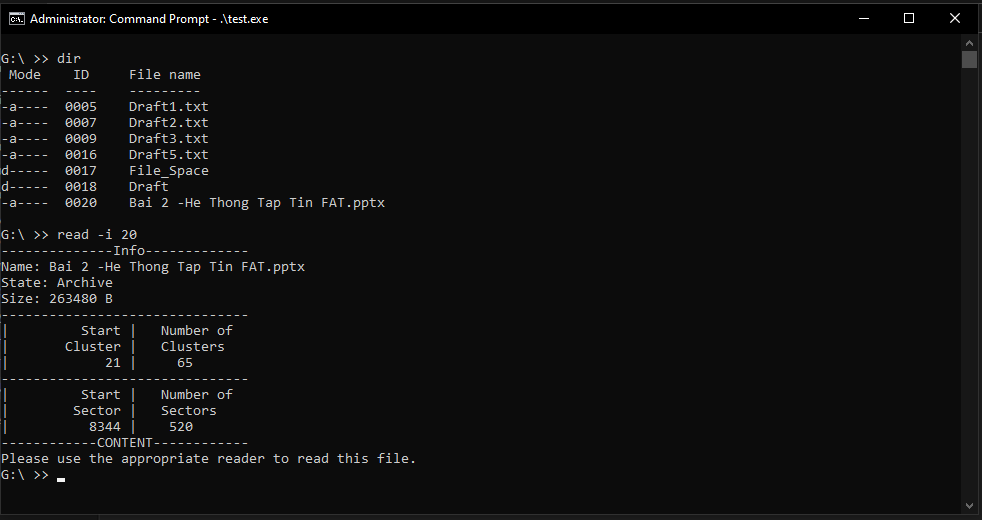 Administrator: Command Prompt - .\test.exe
G:\ >> dir
 Mode    ID     File name
------  ----    ---------
-a----  0005    Draft1.txt
-a----  0007    Draft2.txt
-a----  0009    Draft3.txt
-a----  0016    Draft5.txt
d-----  0017    File_Space
d-----  0018    Draft
-a----  0020    Bai 2 -He Thong Tap Tin FAT.pptx
G:\ >> read -i 20
--------------Info-------------
Name: Bai 2 -He Thong Tap Tin FAT.pptx
State: Archive
Size: 263480 B
-------------------------------
|         Start |   Number of
|       Cluster |   Clusters
|            21 |     65
-------------------------------
|         Start |   Number of
|        Sector |   Sectors
|          8344 |    520
------------CONTENT------------
Please use the appropriate reader to read this file.
G:\ >>